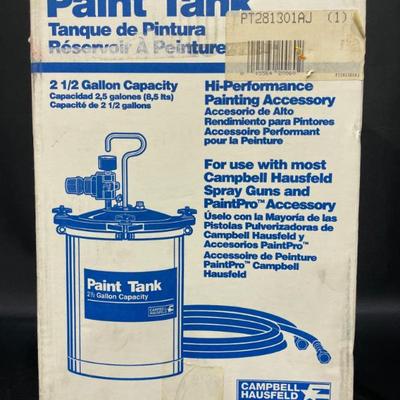 Paint Tank
Tanque de Pintura
Réservoir À Peinture
PT281301AJ (1)
2 1/2 Gallon Capacity
Capacidad 2,5 galones (8,5 lts)
Capacité de 2 1/2 gallons
Hi-Performance
Painting Accessory
Accesorio de Alto
Rendimiento para Pintores
Accessoire Performant
pour la Peinture
For use with most
Campbell Hausfeld
Spray Guns and
PaintPro™ Accessory
Úselo con la Mayoría de las
Pistolas Pulverizadoras de
Campbell Hausfeld y
Accesorios PaintPro™
Accessoire de Peinture
PaintPro™ Campbell
Hausfeld
Paint Tank
2½ Gallon Capacity
CAMPBELL
HAUSFELD